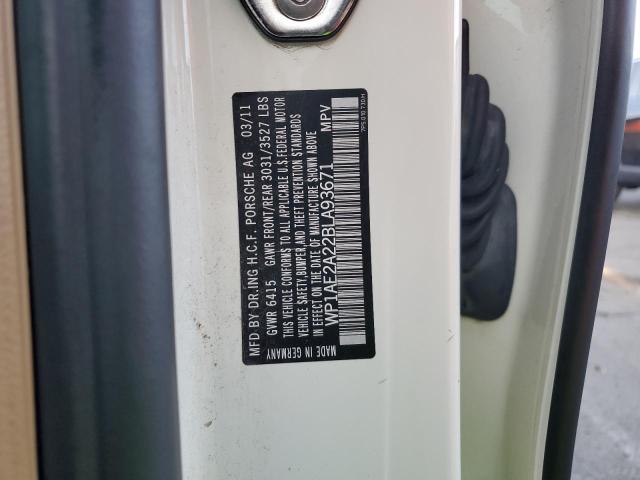 MFD BY DR.ING H.C.F. PORSCHE AG 03/11
GVWR 6415 GAWR FRONT/REAR 3031/3527 LBS
THIS VEHICLE CONFORMS TO ALL APPLICABLE U.S.FEDERAL MOTOR
VEHICLE SAFETY,BUMPER,AND THEFT PREVENTION STANDARDS
IN EFFECT ON THE DATE OF MANUFACTURE SHOWN ABOVE
WP1AE2A22BLA93671 MPV
MADE IN GERMANY